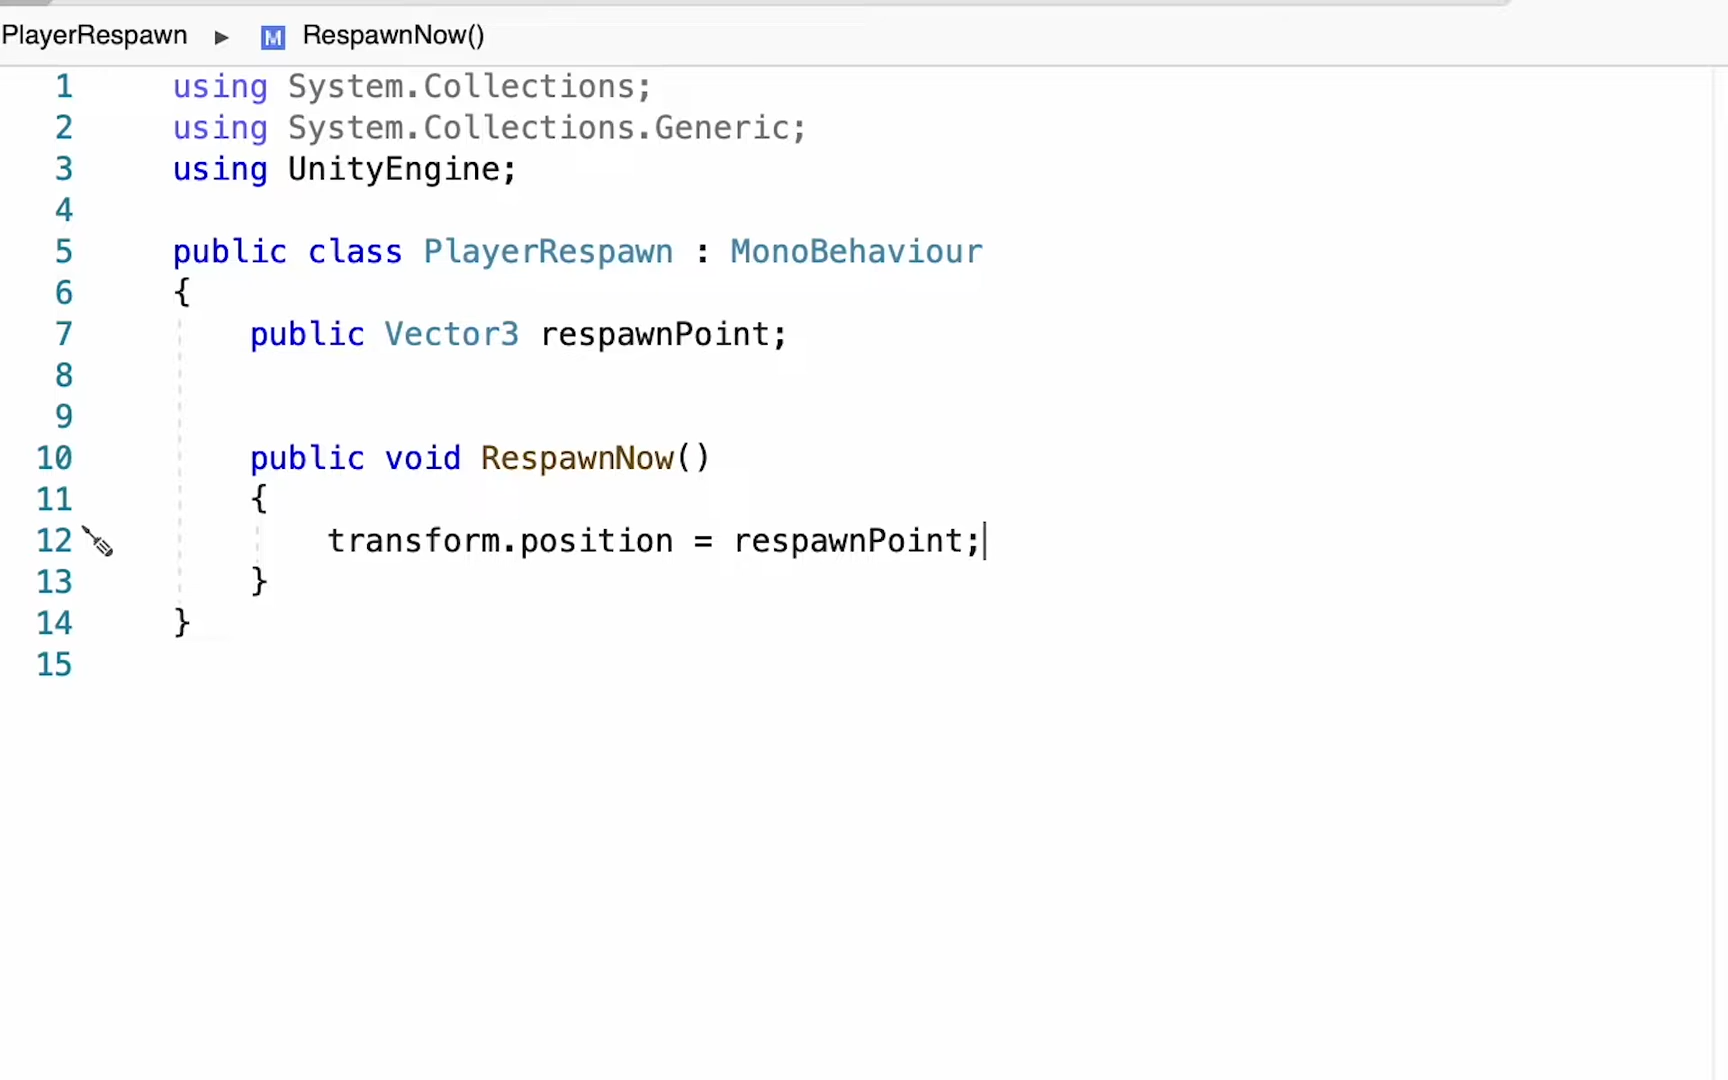 PlayerRespawn ▶ M RespawnNow()
1 using System.Collections;
2 using System.Collections.Generic;
3 using UnityEngine;
4
5 public class PlayerRespawn : MonoBehaviour
6 {
7 public Vector3 respawnPoint;
8
9
10 public void RespawnNow()
11 {
12 transform.position = respawnPoint;
13 }
14 }
15